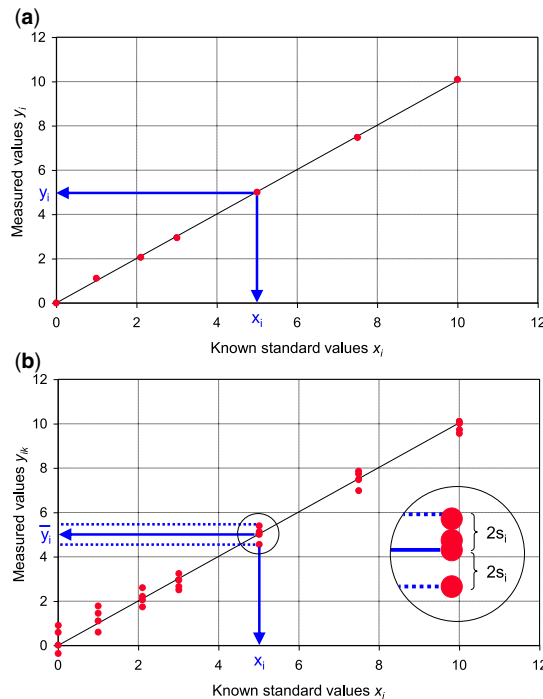 (a)
Measured values yᵢ
12
10
8
6
4
2
0
yᵢ
xᵢ
0 2 4 6 8 10 12
Known standard values xᵢ
(b)
Measured values yᵢₖ
12
10
8
6
4
2
0
y̅ᵢ
2sᵢ
2sᵢ
xᵢ
0 2 4 6 8 10 12
Known standard values xᵢ